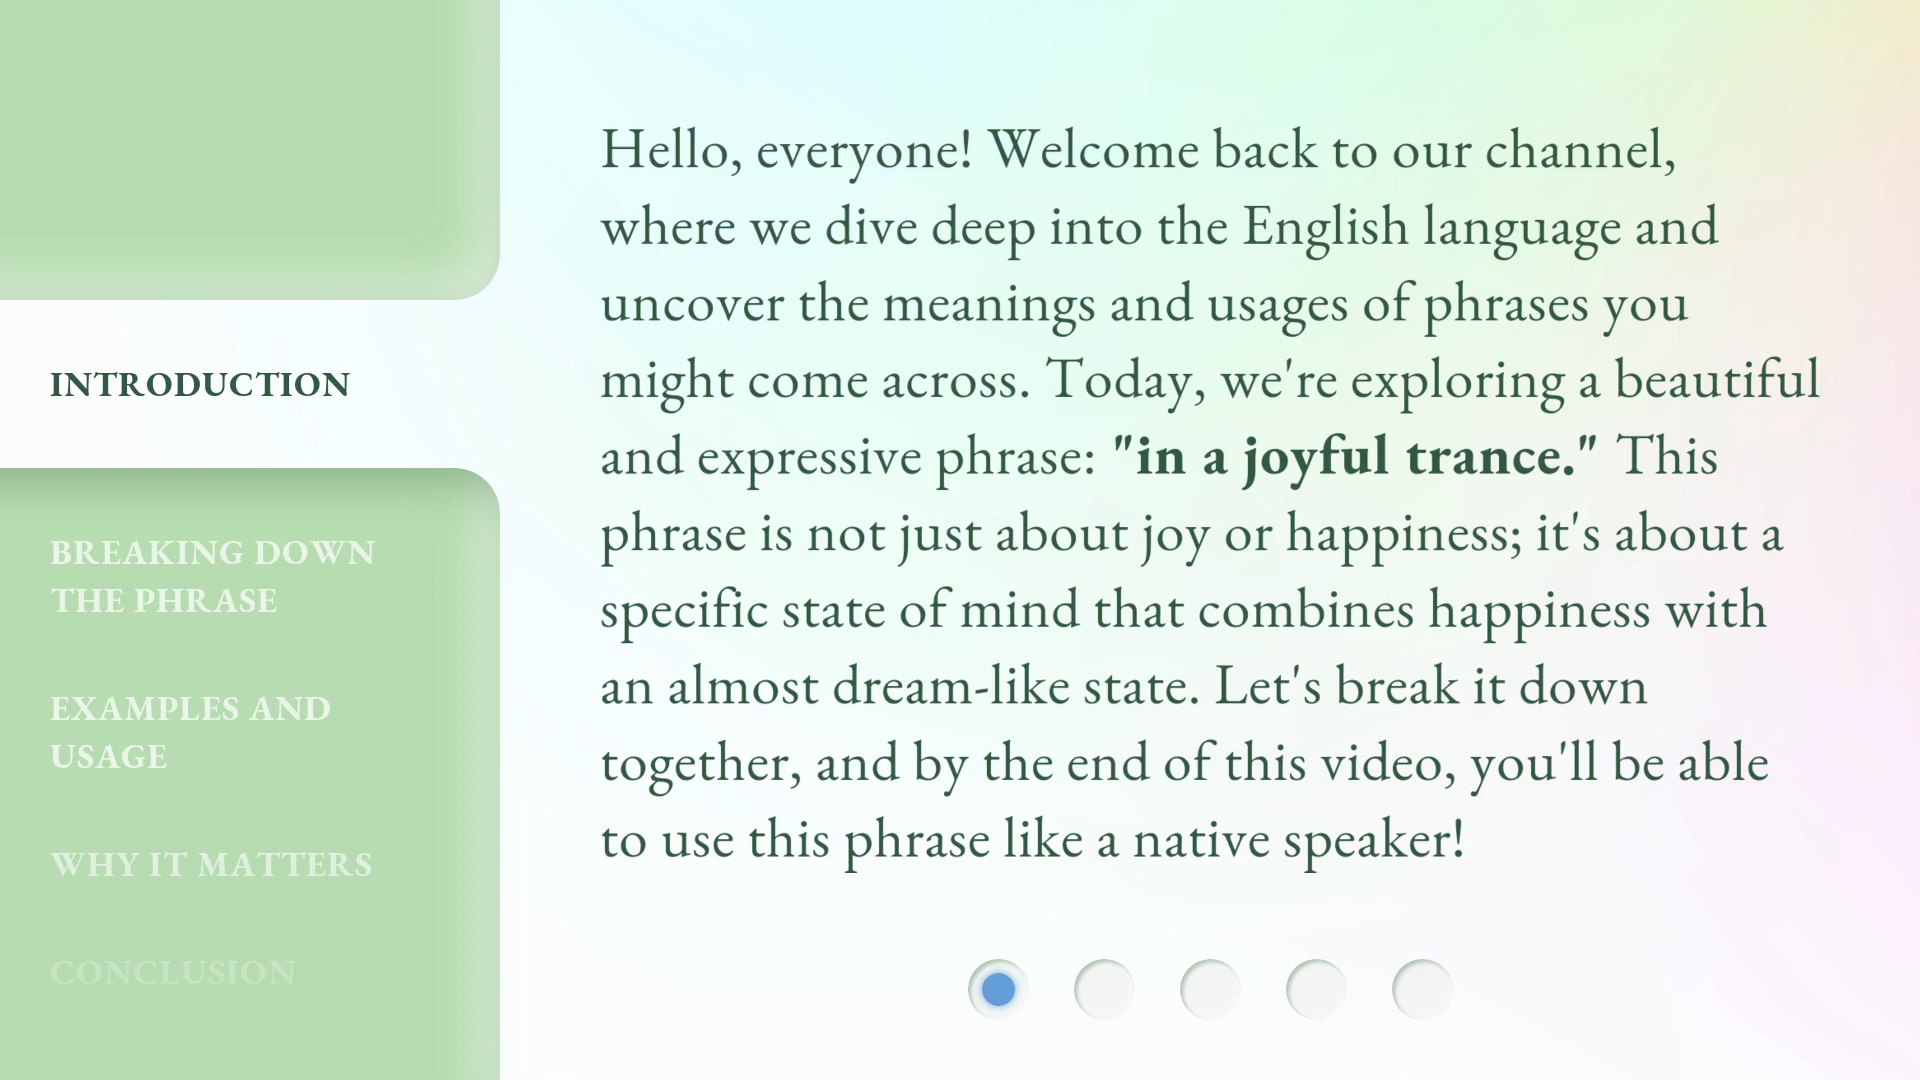 INTRODUCTION
BREAKING DOWN
THE PHRASE
EXAMPLES AND
USAGE
WHY IT MATTERS
CONCLUSION
Hello, everyone! Welcome back to our channel,
where we dive deep into the English language and
uncover the meanings and usages of phrases you
might come across. Today, we're exploring a beautiful
and expressive phrase: "in a joyful trance." This
phrase is not just about joy or happiness; it's about a
specific state of mind that combines happiness with
an almost dream-like state. Let's break it down
together, and by the end of this video, you'll be able
to use this phrase like a native speaker!